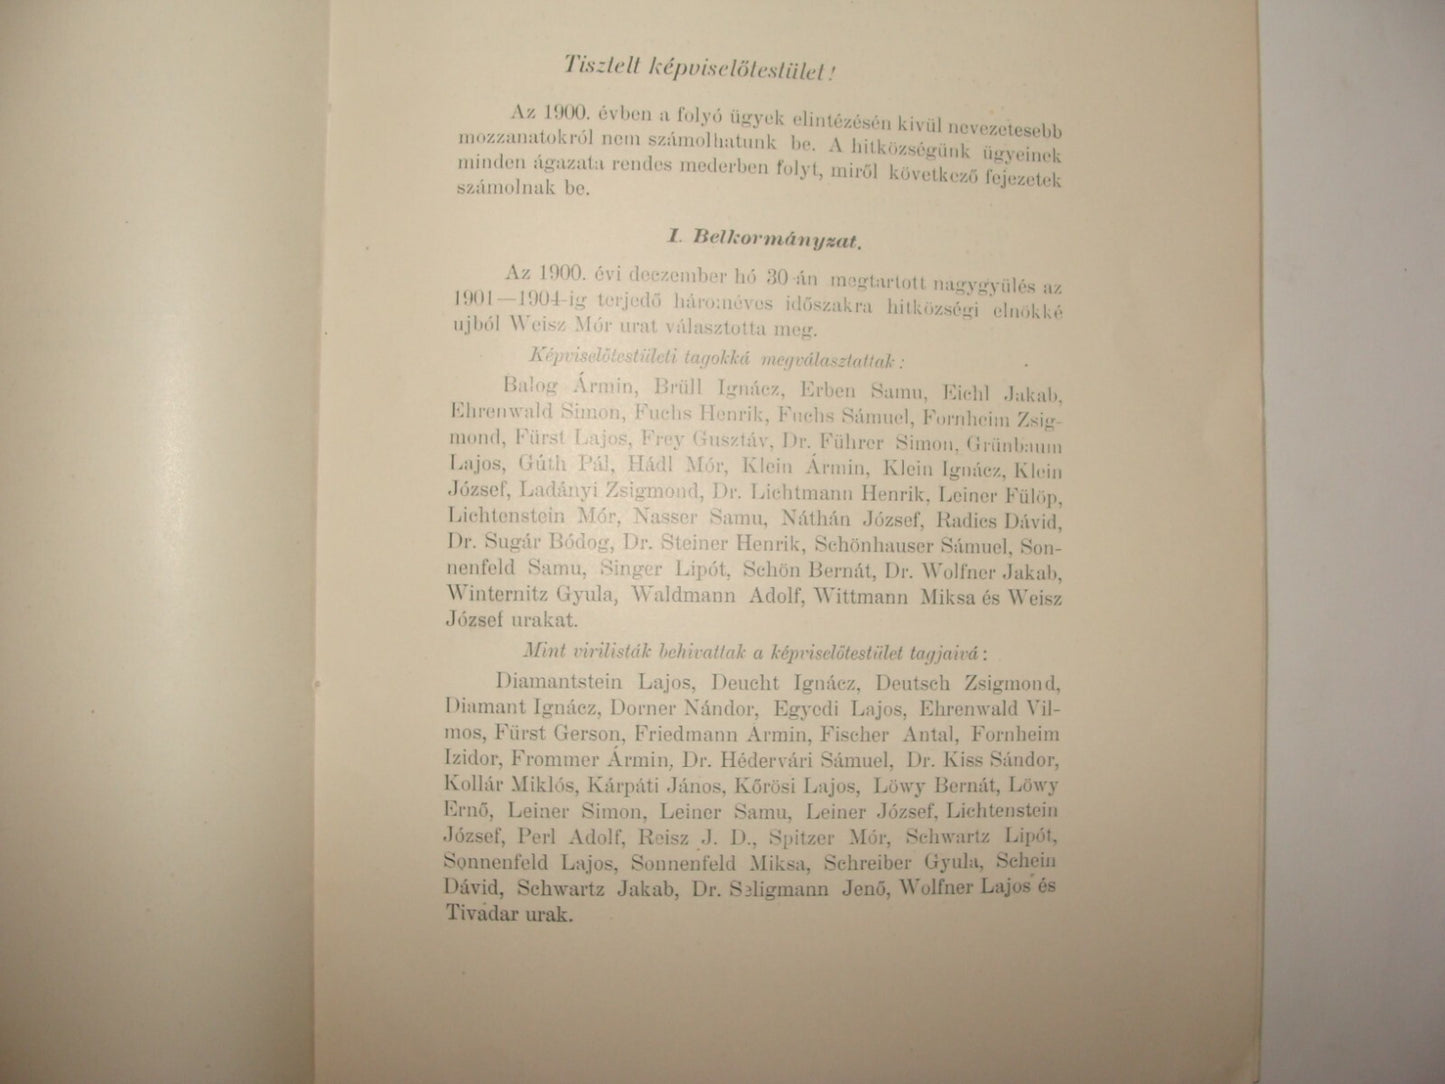 Tisztelt képviselőtestület!
Az 1900. évben a folyó ügyek elintézésén kivül nevezetesebb
mozzanatokról nem számolhatunk be. A hitközségünk ügyeinek
minden ágazata rendes mederben folyt, miről következő fejezetek
számolnak be.
I. Belkormányzat.
Az 1900. évi deczember hó 30-án megtartott nagygyülés az
1901—1904-ig terjedő hároméves időszakra hitközségi elnökké
ujból Weisz Mór urat választotta meg.
Képviselőtestületi tagokká megválasztattak:
Balog Ármin, Brüll Ignácz, Erben Samu, Eichl Jakab,
Ehrenwald Simon, Fuchs Henrik, Fuchs Sámuel, Fornheim Zsig-
mond, Fürst Lajos, Frey Gusztáv, Dr. Führer Simon, Grünbaum
Lajos, Gúth Pál, Hádl Mór, Klein Ármin, Klein Ignácz, Klein
József, Ladányi Zsigmond, Dr. Lichtmann Henrik, Leiner Fülöp,
Lichtenstein Mór, Nasser Samu, Náthán József, Radics Dávid,
Dr. Sugár Bódog, Dr. Steiner Henrik, Schönhauser Sámuel, Son-
nenfeld Samu, Singer Lipót, Schön Bernát, Dr. Wolfner Jakab,
Winternitz Gyula, Waldmann Adolf, Wittmann Miksa és Weisz
József urakat.
Mint virilisták behivattak a képviselőtestület tagjaivá:
Diamantstein Lajos, Deucht Ignácz, Deutsch Zsigmond,
Diamant Ignácz, Dorner Nándor, Egyedi Lajos, Ehrenwald Vil-
mos, Fürst Gerson, Friedmann Armin, Fischer Antal, Fornheim
Izidor, Frommer Ármin, Dr. Hédervári Sámuel, Dr. Kiss Sándor,
Kollár Miklós, Kárpáti János, Kőrösi Lajos, Löwy Bernát, Löwy
Ernő, Leiner Simon, Leiner Samu, Leiner József, Lichtenstein
József, Perl Adolf, Reisz J. D., Spitzer Mór, Schwartz Lipót,
Sonnenfeld Lajos, Sonnenfeld Miksa, Schreiber Gyula, Schein
Dávid, Schwartz Jakab, Dr. Seligmann Jenő, Wolfner Lajos és
Tivadar urak.